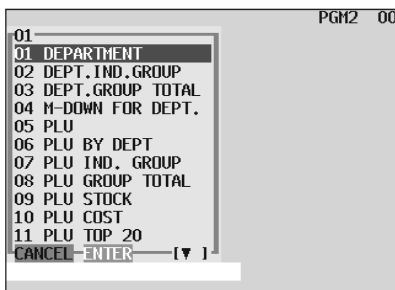 PGM2 00
01
01 DEPARTMENT
02 DEPT.IND.GROUP
03 DEPT.GROUP TOTAL
04 M-DOWN FOR DEPT.
05 PLU
06 PLU BY DEPT
07 PLU IND. GROUP
08 PLU GROUP TOTAL
09 PLU STOCK
10 PLU COST
11 PLU TOP 20
CANCEL ENTER [▼ ]